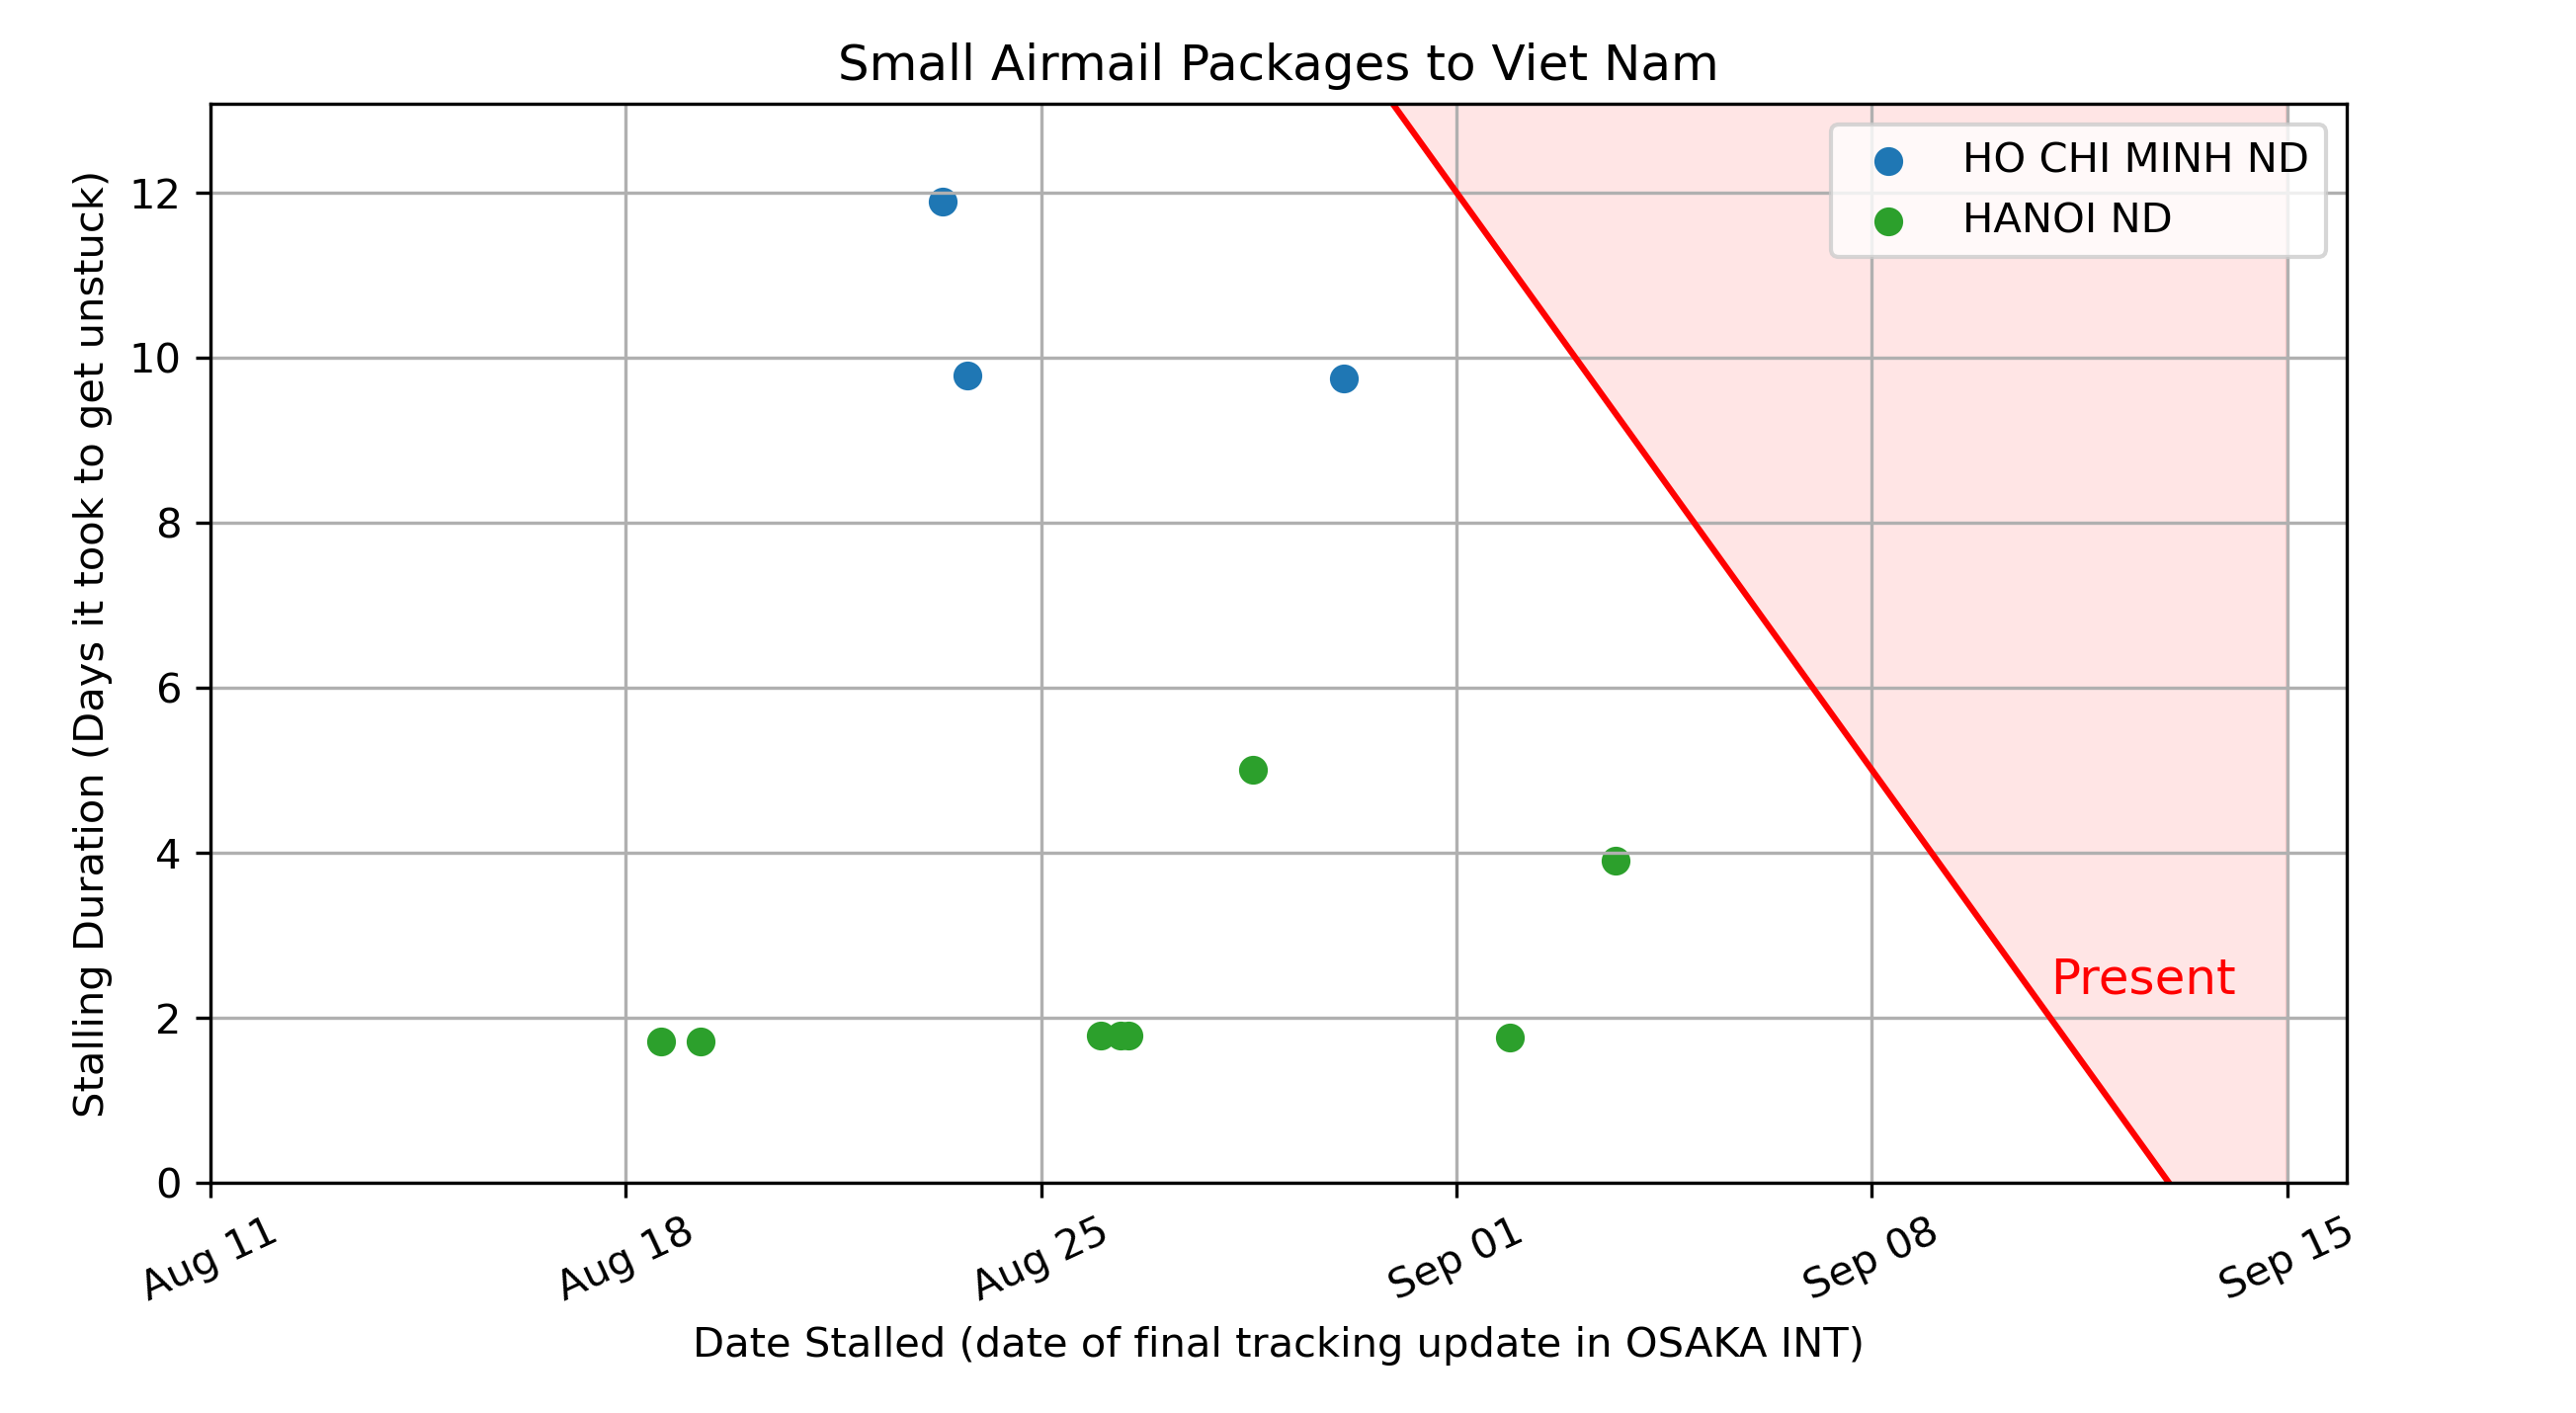 Small Airmail Packages to Viet Nam
HO CHI MINH ND
HANOI ND
Stalling Duration (Days it took to get unstuck)
12
10
8
6
4
2
0
Present
Aug 11
Aug 18
Aug 25
Sep 01
Sep 08
Sep 15
Date Stalled (date of final tracking update in OSAKA INT)